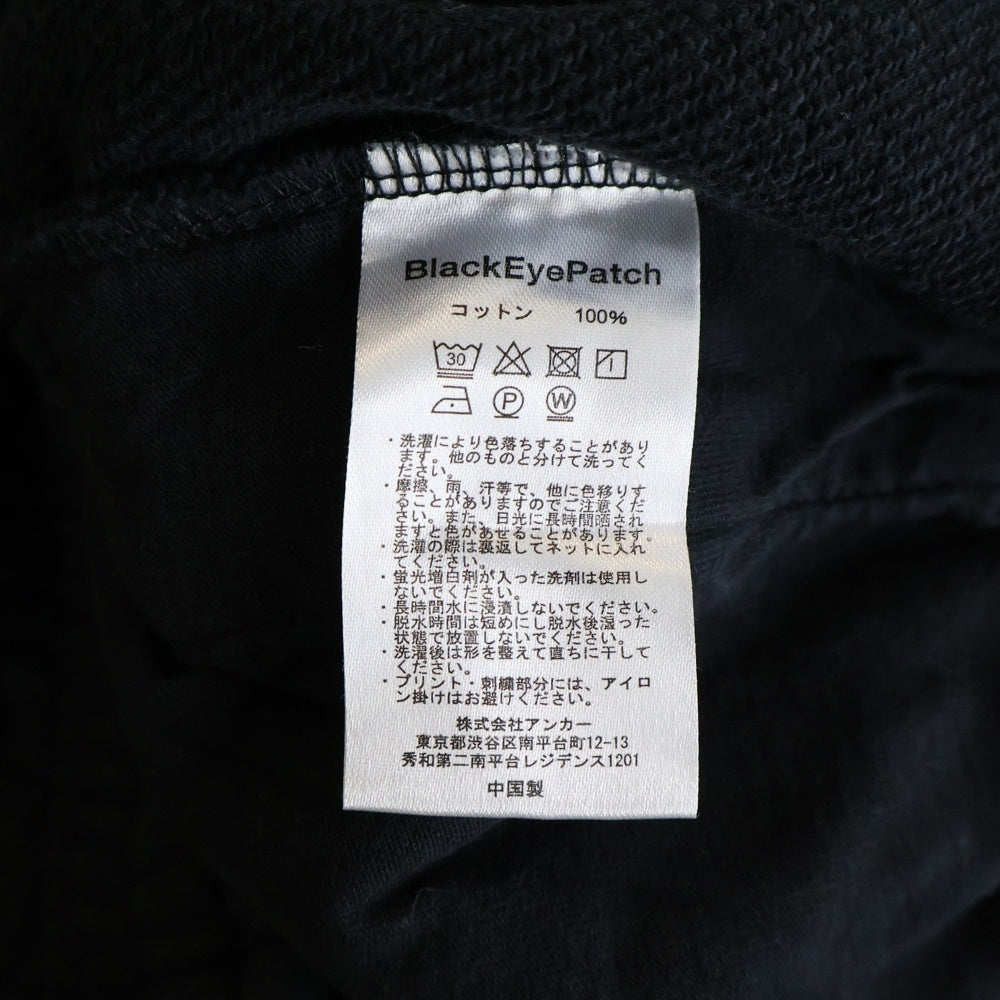 BlackEyePatch
コットン 100%
30
P W
・洗濯により色落ちすることがあり
ます。他のものと分けて洗ってく
ださい。
・摩擦、雨、汗等で、他に色移りす
ることがありますのでご注意くだ
さい。また、日光に長時間晒され
ますと色があせることがあります。
・洗濯の際は裏返してネットに入れ
てください。
・蛍光増白剤が入った洗剤は使用し
ないでください。
・長時間水に浸漬しないでください。
・脱水時間は短めにし脱水後湿った
状態で放置しないでください。
・洗濯後は形を整えて直ちに干して
ください。
・プリント・刺繍部分には、アイロ
ン掛けはお避けください。
株式会社アンカー
東京都渋谷区南平台町12-13
秀和第二南平台レジデンス1201
中国製